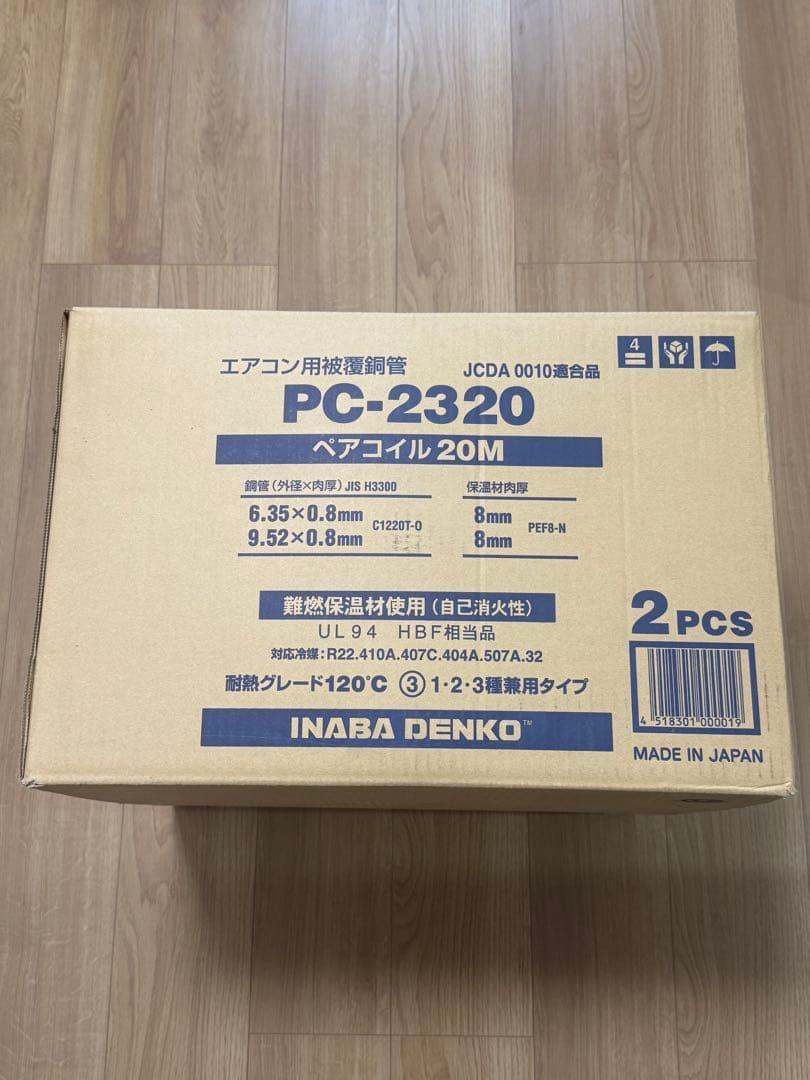 エアコン用被覆銅管
JCDA 0010適合品
4
PC-2320
ペアコイル 20M
銅管（外径×肉厚）JIS H3300
6.35×0.8mm
9.52×0.8mm
C1220T-O
保温材肉厚
8mm
8mm
PEF8-N
難燃保温材使用（自己消火性）
UL94 HBF相当品
対応冷媒：R22.410A.407C.404A.507A.32
耐熱グレード120℃ ③ 1・2・3種兼用タイプ
INABA DENKO™
2PCS
4 518301 000019
MADE IN JAPAN